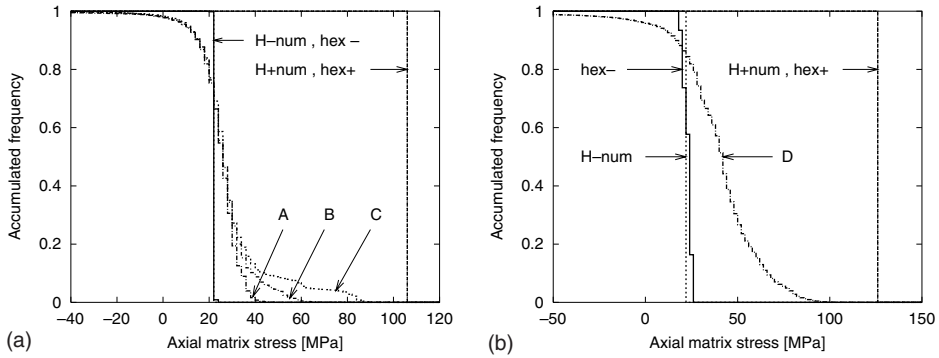 Accumulated frequency
1
0.8
0.6
0.4
0.2
0
H−num , hex −
H+num , hex+
A
B
C
−40
−20
0
20
40
60
80
100
120
Axial matrix stress [MPa]
(a)
Accumulated frequency
1
0.8
0.6
0.4
0.2
0
hex−
H+num , hex+
H−num
D
−50
0
50
100
150
Axial matrix stress [MPa]
(b)